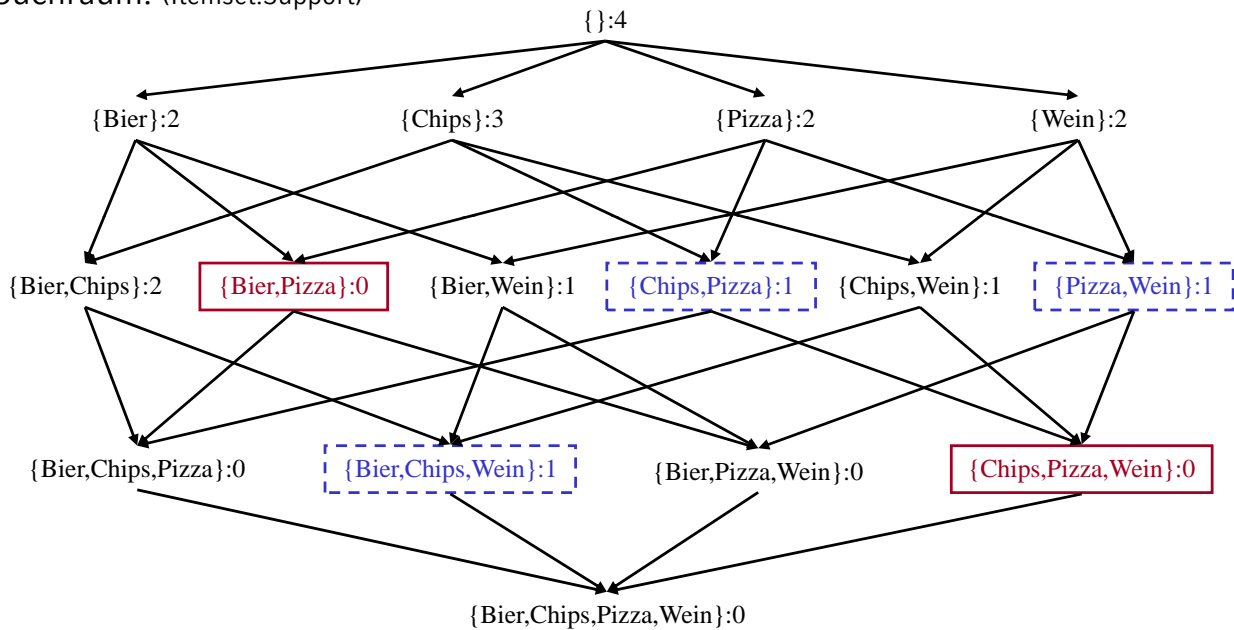 (Itemset:Support)
{}:4
{Bier}:2 {Chips}:3 {Pizza}:2 {Wein}:2
{Bier,Chips}:2 {Bier,Pizza}:0 {Bier,Wein}:1 {Chips,Pizza}:1 {Chips,Wein}:1 {Pizza,Wein}:1
{Bier,Chips,Pizza}:0 {Bier,Chips,Wein}:1 {Bier,Pizza,Wein}:0 {Chips,Pizza,Wein}:0
{Bier,Chips,Pizza,Wein}:0